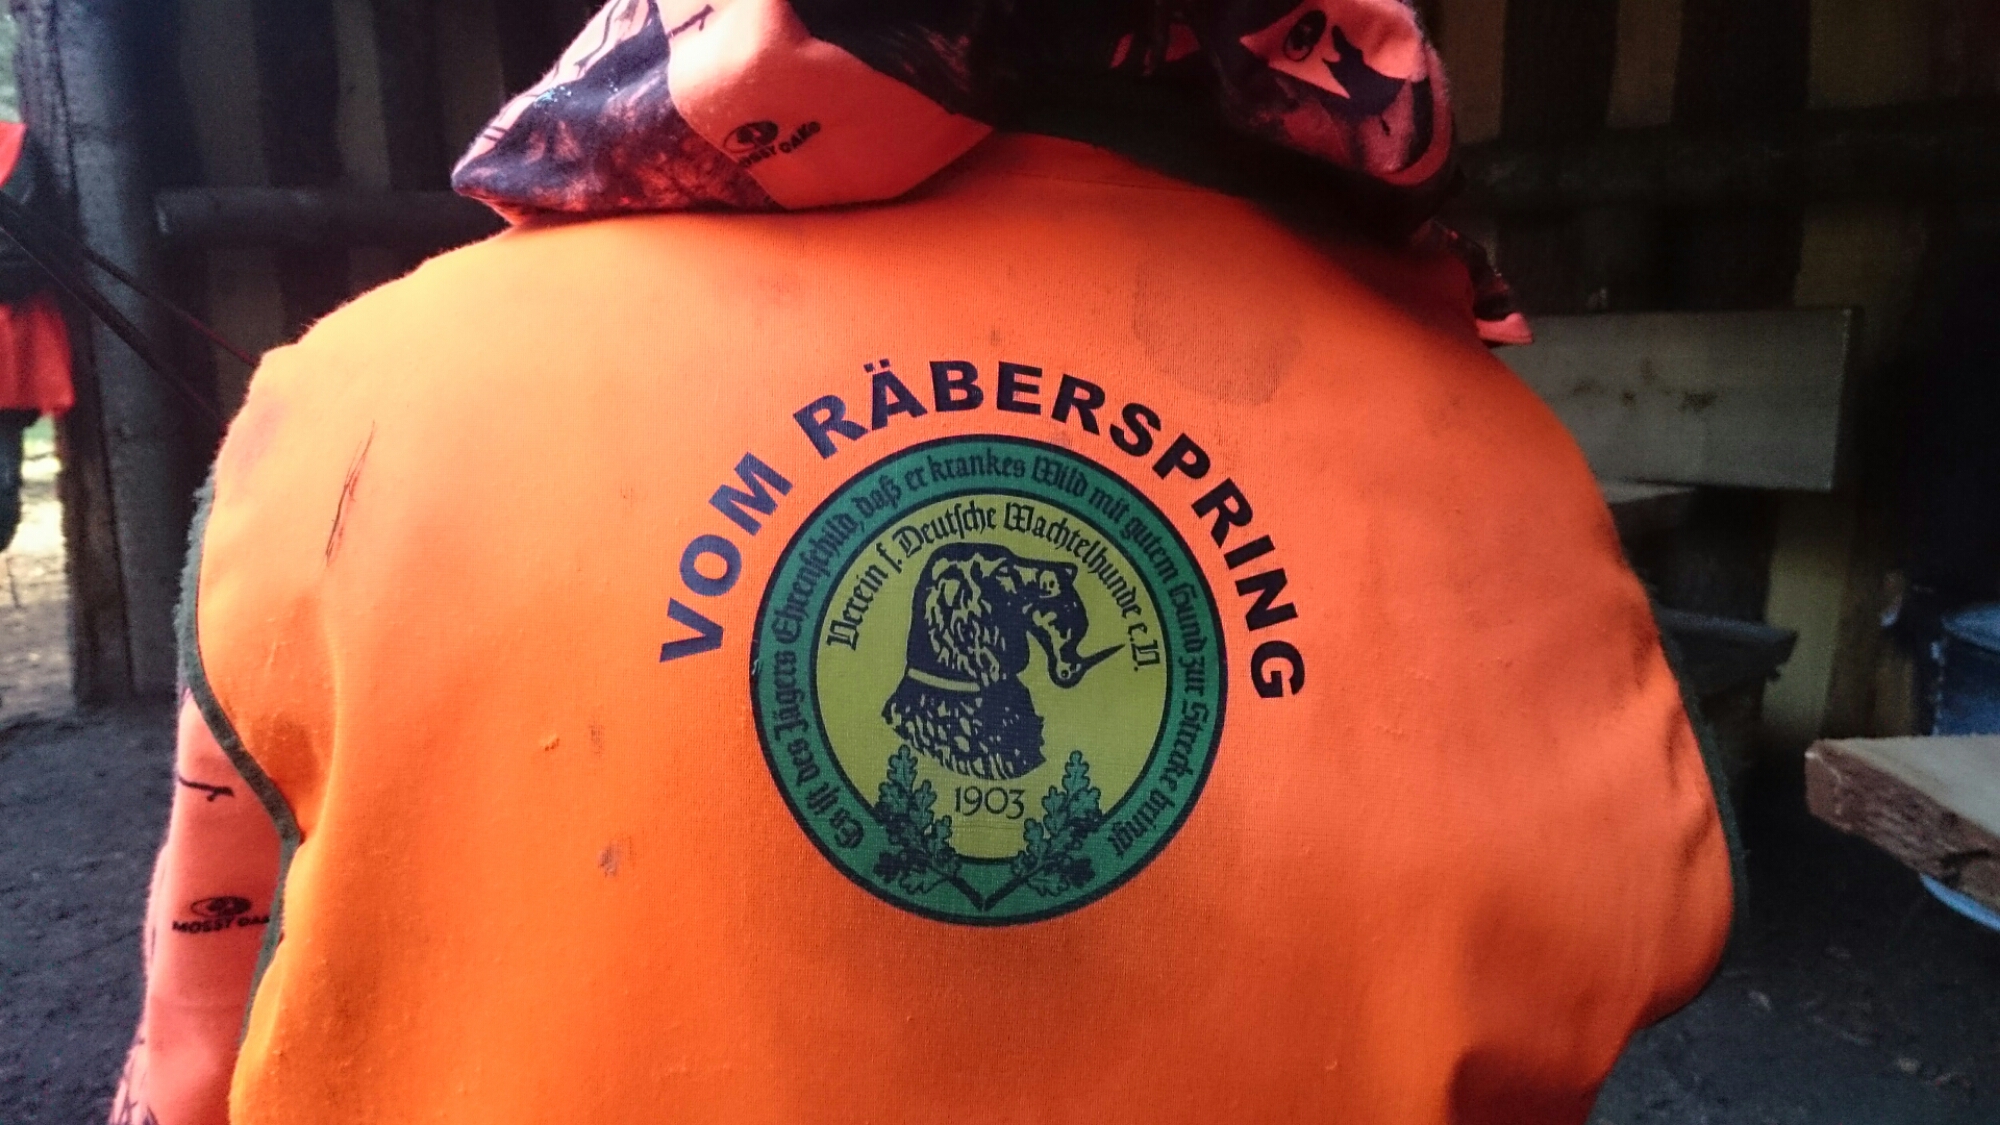 MOSSY OAK®
VOM RÄBERSPRING
Es ist des Jägers Ehrenschild, daß er krankes Wild mit gutem Hund zur Strecke bringt
Verein f. Deutsche Wachtelhunde e.V.
1903
MOSSY OAK